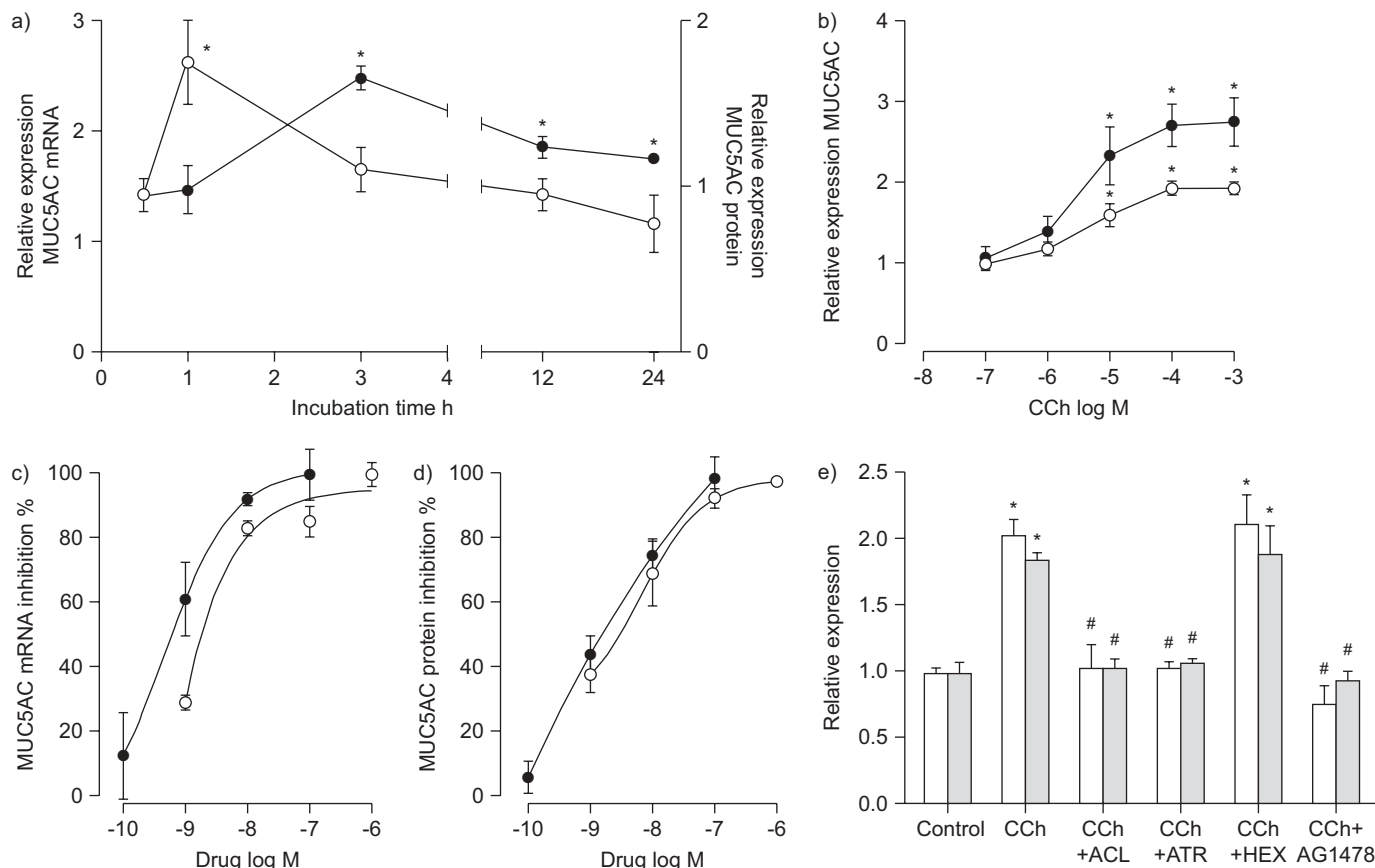 a)
3
2
1
0
Relative expression
MUC5AC mRNA
*
*
*
*
2
1
0
Relative expression
MUC5AC protein
0 1 2 3 4 12 24
Incubation time h
b)
4
3
2
1
0
Relative expression MUC5AC
* * *
* * *
-8 -7 -6 -5 -4 -3
CCh log M
c)
100
80
60
40
20
0
MUC5AC mRNA inhibition %
-10 -9 -8 -7 -6
Drug log M
d)
100
80
60
40
20
0
MUC5AC protein inhibition %
-10 -9 -8 -7 -6
Drug log M
e)
2.5
2.0
1.5
1.0
0.5
0.0
Relative expression
* * # # # # * * # #
Control CCh CCh CCh CCh CCh+
+ACL +ATR +HEX AG1478